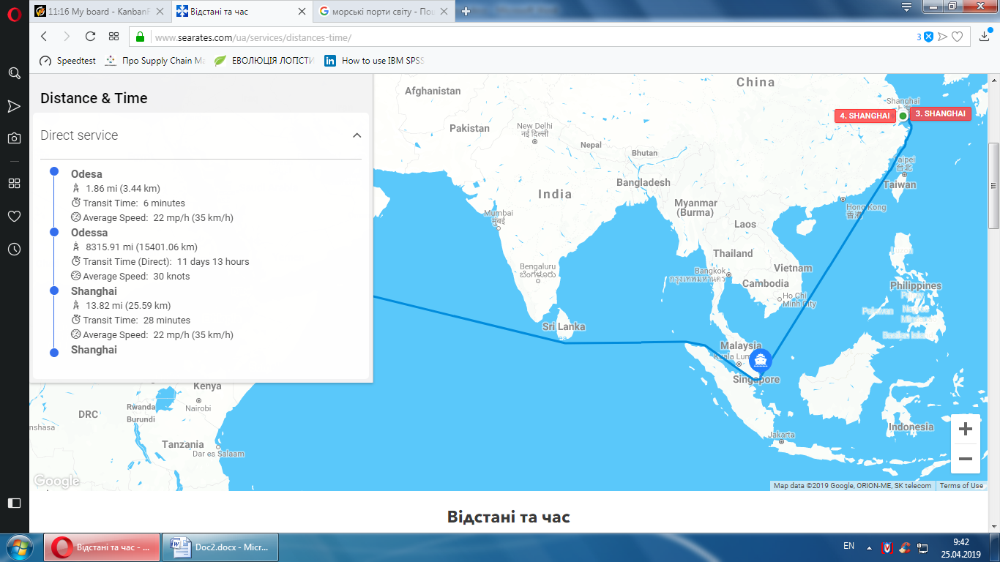 11:16 My board - KanbanF
Відстані та час
морські порти світу - Пош
www.searates.com/ua/services/distances-time/
3
Speedtest
Про Supply Chain Ma
ЕВОЛЮЦІЯ ЛОГІСТИ
in How to use IBM SPSS
Distance & Time
Direct service
Odesa
1.86 mi (3.44 km)
Transit Time: 6 minutes
Average Speed: 22 mp/h (35 km/h)
Odessa
8315.91 mi (15401.06 km)
Transit Time (Direct): 11 days 13 hours
Average Speed: 30 knots
Shanghai
13.82 mi (25.59 km)
Transit Time: 28 minutes
Average Speed: 22 mp/h (35 km/h)
Shanghai
China
Afghanistan
Shanghai
4. SHANGHAI
3. SHANGHAI
Pakistan
New Delhi
नई दिल्ली
Nepal
Bhutan
Taipei
台北
Bangladesh
Taiwan
India
Myanmar
(Burma)
Hong Kong
香港
Mumbai
मुंबई
Laos
Thailand
Bengaluru
ಬೆಂಗಳೂರು
Bangkok
กรุงเทพมหานคร
Vietnam
Cambodia
Philippines
Ho Chi
Minh City
Sri Lanka
Malaysia
Kuala Lum
Singapore
Kenya
Rwanda
Nairobi
DRC
Burundi
nshasa
Indonesia
Jakarta
Tanzania
Dar es Salaam
+
−
Google
Map data ©2019 Google, ORION-ME, SK telecom
Terms of Use
Відстані та час
Відстані та час - ...
Doc2.docx - Micr...
EN
9:42
25.04.2019